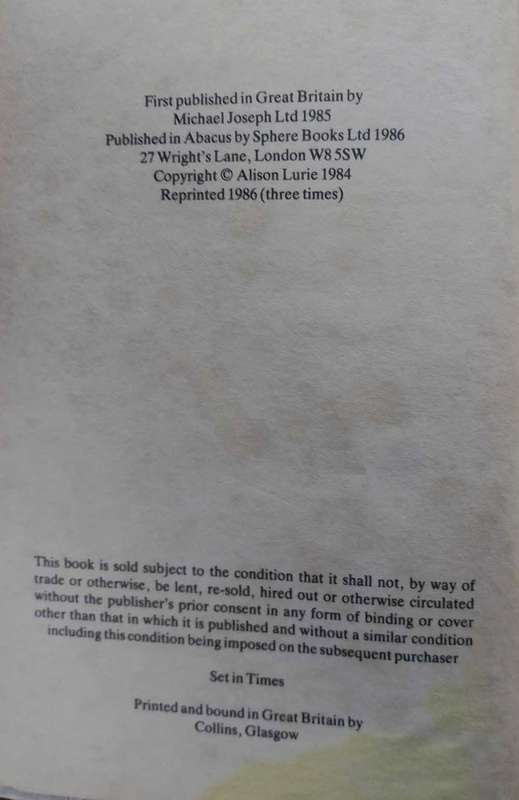 First published in Great Britain by
Michael Joseph Ltd 1985
Published in Abacus by Sphere Books Ltd 1986
27 Wright's Lane, London W8 5SW
Copyright © Alison Lurie 1984
Reprinted 1986 (three times)
This book is sold subject to the condition that it shall not, by way of
trade or otherwise, be lent, re-sold, hired out or otherwise circulated
without the publisher's prior consent in any form of binding or cover
other than that in which it is published and without a similar condition
including this condition being imposed on the subsequent purchaser
Set in Times
Printed and bound in Great Britain by
Collins, Glasgow